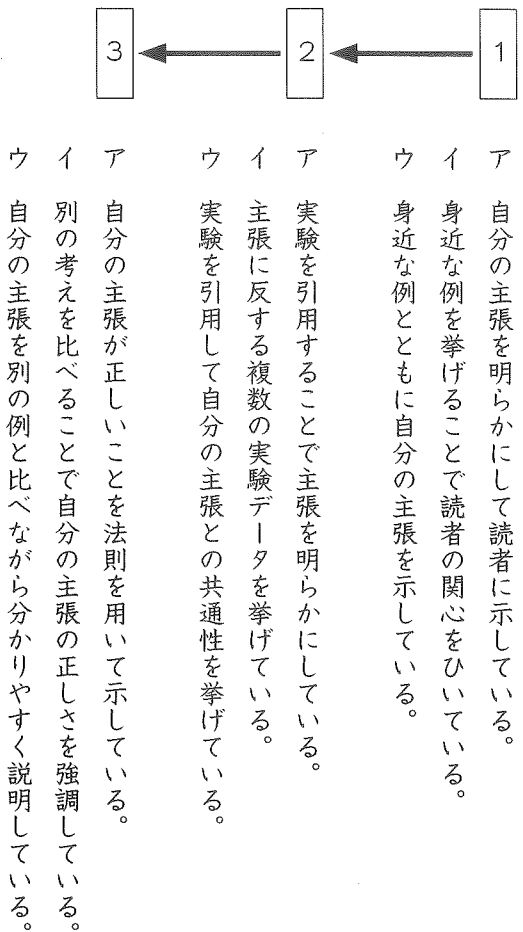 1
ア 自分の主張を明らかにして読者に示している。
イ 身近な例を挙げることで読者の関心をひいている。
ウ 身近な例とともに自分の主張を示している。
2
ア 実験を引用することで主張を明らかにしている。
イ 主張に反する複数の実験データを挙げている。
ウ 実験を引用して自分の主張との共通性を挙げている。
3
ア 自分の主張が正しいことを法則を用いて示している。
イ 別の考えを比べることで自分の主張の正しさを強調している。
ウ 自分の主張を別の例と比べながら分かりやすく説明している。